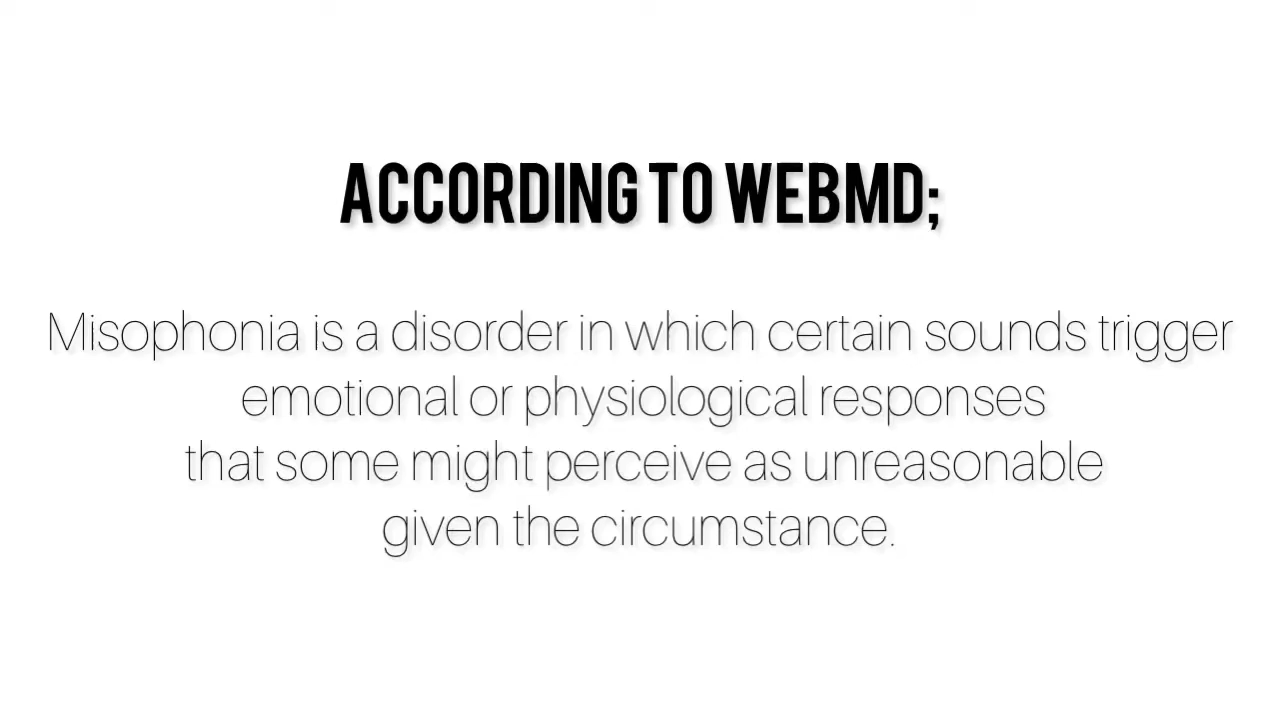 ACCORDING TO WEBMD;
Misophonia is a disorder in which certain sounds trigger
emotional or physiological responses
that some might perceive as unreasonable
given the circumstance.